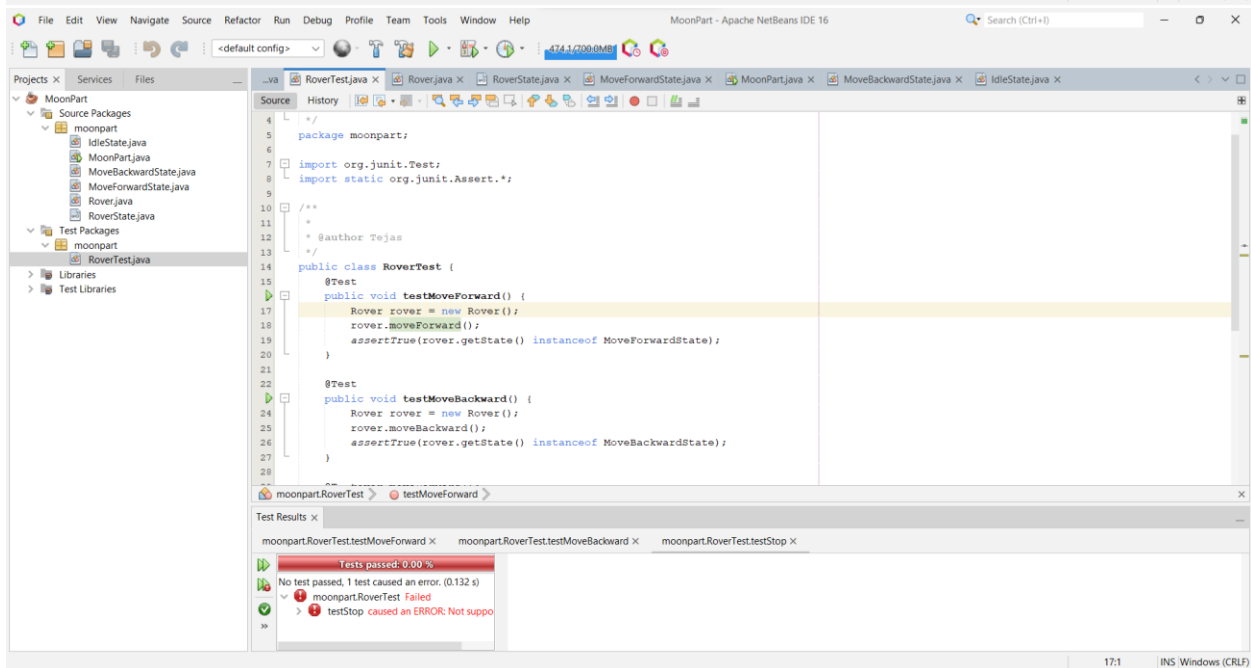 File Edit View Navigate Source Refactor Run Debug Profile Team Tools Window Help MoonPart - Apache NetBeans IDE 16 Search (Ctrl+I)
<default config> 474.1/700.0MB
Projects Services Files
...va RoverTest.java Rover.java RoverState.java MoveForwardState.java MoonPart.java MoveBackwardState.java IdleState.java
MoonPart
Source Packages
moonpart
IdleState.java
MoonPart.java
MoveBackwardState.java
MoveForwardState.java
Rover.java
RoverState.java
Test Packages
moonpart
RoverTest.java
Libraries
Test Libraries
Source History
4 */
5 package moonpart;
6
7 import org.junit.Test;
8 import static org.junit.Assert.*;
9
10 /**
11 *
12 * @author Tejas
13 */
14 public class RoverTest {
15 @Test
public void testMoveForward() {
17 Rover rover = new Rover();
18 rover.moveForward();
19 assertTrue(rover.getState() instanceof MoveForwardState);
20 }
21
22 @Test
public void testMoveBackward() {
24 Rover rover = new Rover();
25 rover.moveBackward();
26 assertTrue(rover.getState() instanceof MoveBackwardState);
27 }
28
moonpart.RoverTest testMoveForward
Test Results
moonpart.RoverTest.testMoveForward moonpart.RoverTest.testMoveBackward moonpart.RoverTest.testStop
Tests passed: 0.00 %
No test passed, 1 test caused an error. (0.132 s)
moonpart.RoverTest Failed
testStop caused an ERROR: Not suppo
17:1 INS Windows (CRLF)